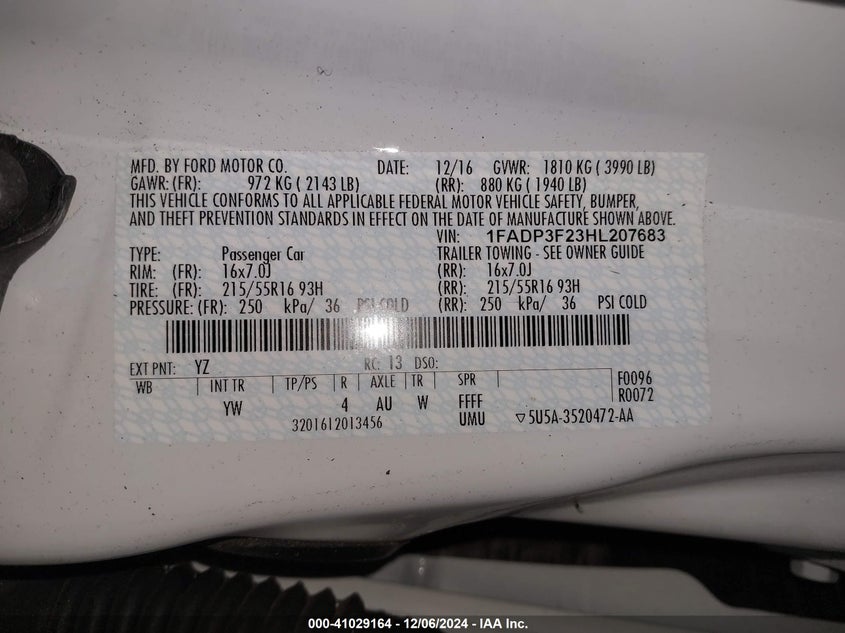 MFD. BY FORD MOTOR CO. DATE: 12/16 GVWR: 1810 KG ( 3990 LB)
GAWR: (FR): 972 KG ( 2143 LB) (RR): 880 KG ( 1940 LB)
THIS VEHICLE CONFORMS TO ALL APPLICABLE FEDERAL MOTOR VEHICLE SAFETY, BUMPER,
AND THEFT PREVENTION STANDARDS IN EFFECT ON THE DATE OF MANUFACTURE SHOWN ABOVE.
VIN: 1FADP3F23HL207683
TYPE: Passenger Car TRAILER TOWING - SEE OWNER GUIDE
RIM: (FR): 16x7.0J (RR): 16x7.0J
TIRE: (FR): 215/55R16 93H (RR): 215/55R16 93H
PRESSURE: (FR): 250 kPa/ 36 PSI COLD (RR): 250 kPa/ 36 PSI COLD
EXT PNT: YZ RC: 13 DSO:
WB INT TR TP/PS R AXLE TR SPR F0096
YW 4 AU W FFFF R0072
3201612013456 UMU ▽5U5A-3520472-AA
000-41029164 - 12/06/2024 - IAA Inc.